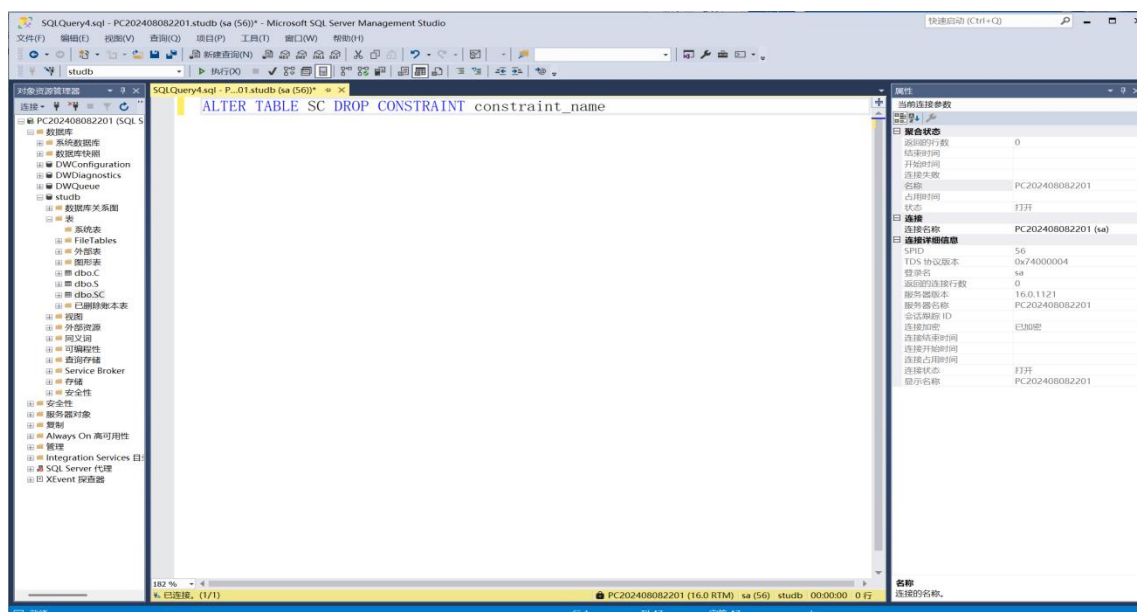 SQLQuery4.sql - PC202408082201.studb (sa (56))* - Microsoft SQL Server Management Studio
快速启动 (Ctrl+Q)
文件(F) 编辑(E) 视图(V) 查询(Q) 项目(P) 工具(T) 窗口(W) 帮助(H)
新建查询(N)
studb
执行(X)
对象资源管理器
连接
PC202408082201 (SQL S
数据库
系统数据库
数据库快照
DWConfiguration
DWDiagnostics
DWQueue
studb
数据库关系图
表
系统表
FileTables
外部表
图形表
dbo.C
dbo.S
dbo.SC
已删除账本表
视图
外部资源
同义词
可编程性
查询存储
Service Broker
存储
安全性
安全性
服务器对象
复制
Always On 高可用性
管理
Integration Services 目
SQL Server 代理
XEvent 探查器
SQLQuery4.sql - P...01.studb (sa (56))*
ALTER TABLE SC DROP CONSTRAINT constraint_name
182 %
已连接。(1/1)
PC202408082201 (16.0 RTM) sa (56) studb 00:00:00 0 行
属性
当前连接参数
聚合状态
返回的行数 0
结束时间
开始时间
连接失败
名称 PC202408082201
占用时间
状态 打开
连接
连接名称 PC202408082201 (sa)
连接详细信息
SPID 56
TDS 协议版本 0x74000004
登录名 sa
返回的连接行数 0
服务器版本 16.0.1121
服务器名称 PC202408082201
会话跟踪 ID
连接加密 已加密
连接结束时间
连接开始时间
连接占用时间
连接状态 打开
显示名称 PC202408082201
名称
连接的名称。